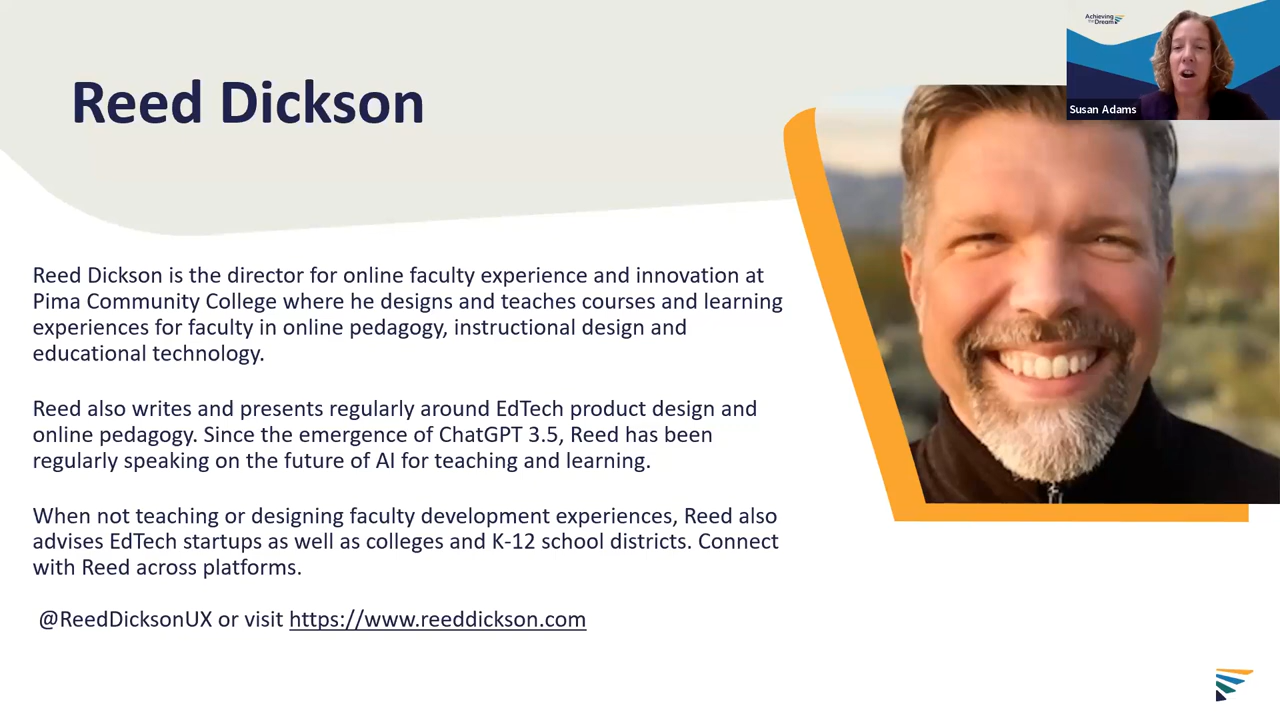 Achieving
the Dream
Susan Adams
Reed Dickson
Reed Dickson is the director for online faculty experience and innovation at
Pima Community College where he designs and teaches courses and learning
experiences for faculty in online pedagogy, instructional design and
educational technology.
Reed also writes and presents regularly around EdTech product design and
online pedagogy. Since the emergence of ChatGPT 3.5, Reed has been
regularly speaking on the future of AI for teaching and learning.
When not teaching or designing faculty development experiences, Reed also
advises EdTech startups as well as colleges and K-12 school districts. Connect
with Reed across platforms.
@ReedDicksonUX or visit https://www.reeddickson.com